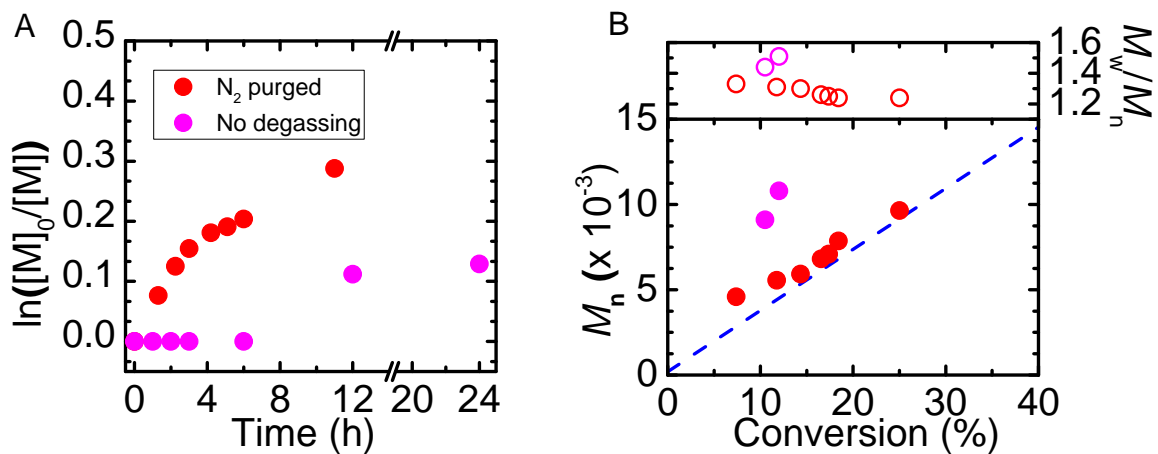 A
0.5
0.4
0.3
0.2
0.1
0.0
ln([M]0/[M])
N2 purged
No degassing
0 4 8 12 20 24
Time (h)
B
1.6
1.4
1.2
Mw/Mn
15
10
5
0
Mn (x 10-3)
0 10 20 30 40
Conversion (%)